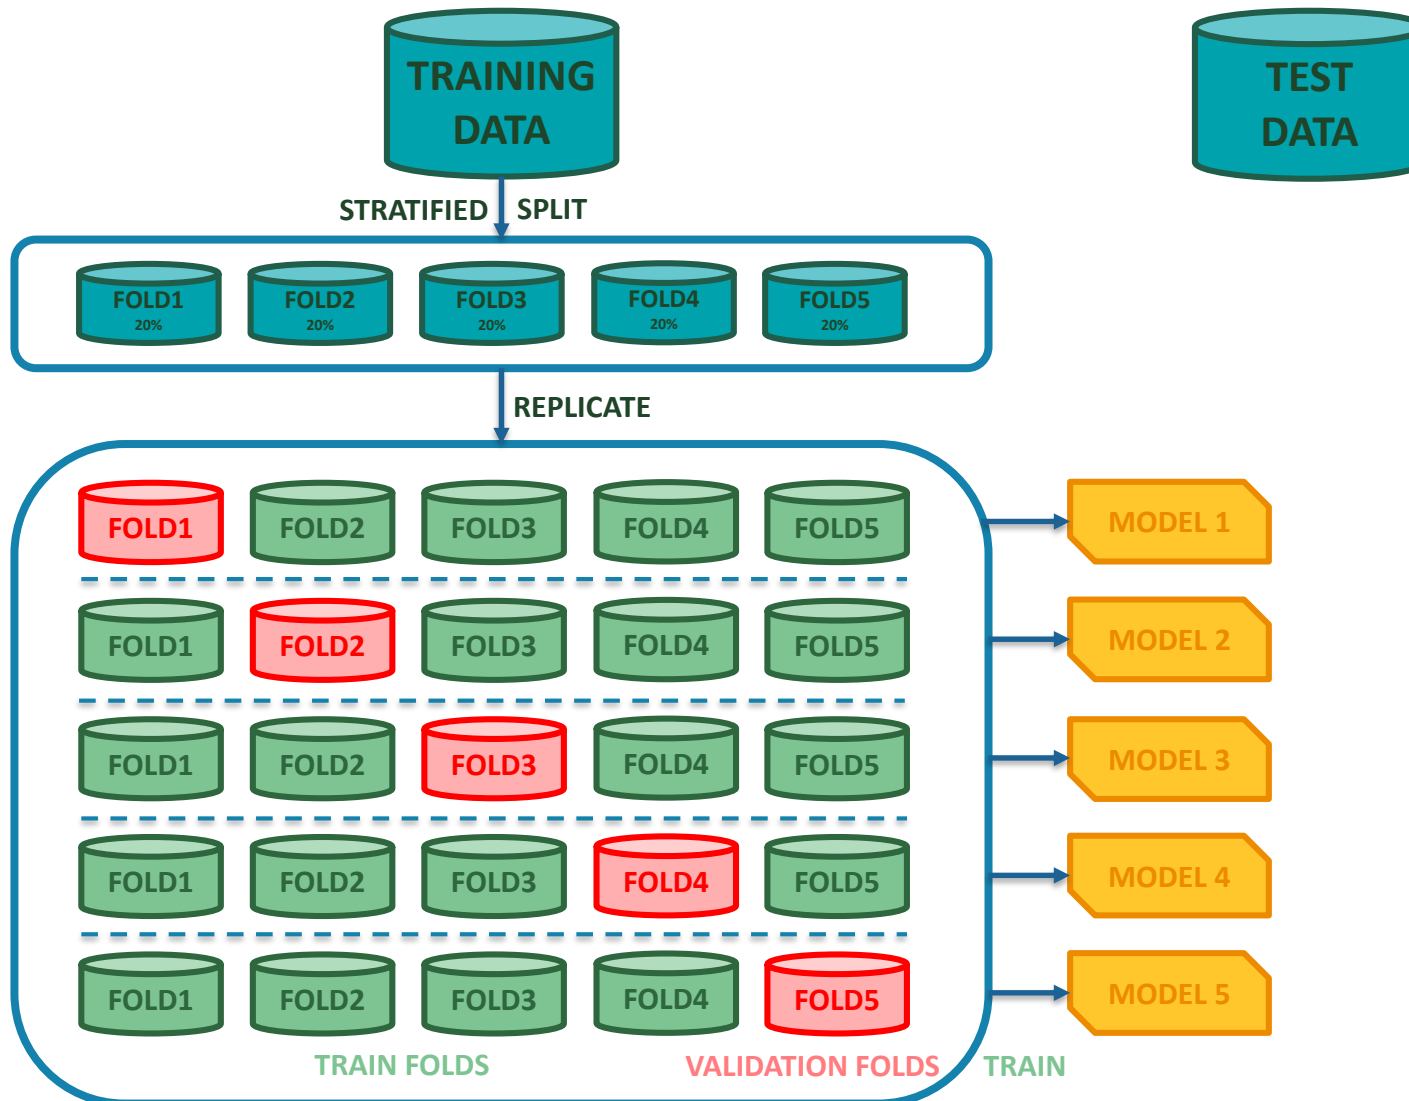 TRAINING
DATA
TEST
DATA
STRATIFIED SPLIT
FOLD1
20%
FOLD2
20%
FOLD3
20%
FOLD4
20%
FOLD5
20%
REPLICATE
FOLD1 FOLD2 FOLD3 FOLD4 FOLD5 MODEL 1
FOLD1 FOLD2 FOLD3 FOLD4 FOLD5 MODEL 2
FOLD1 FOLD2 FOLD3 FOLD4 FOLD5 MODEL 3
FOLD1 FOLD2 FOLD3 FOLD4 FOLD5 MODEL 4
FOLD1 FOLD2 FOLD3 FOLD4 FOLD5 MODEL 5
TRAIN FOLDS VALIDATION FOLDS TRAIN